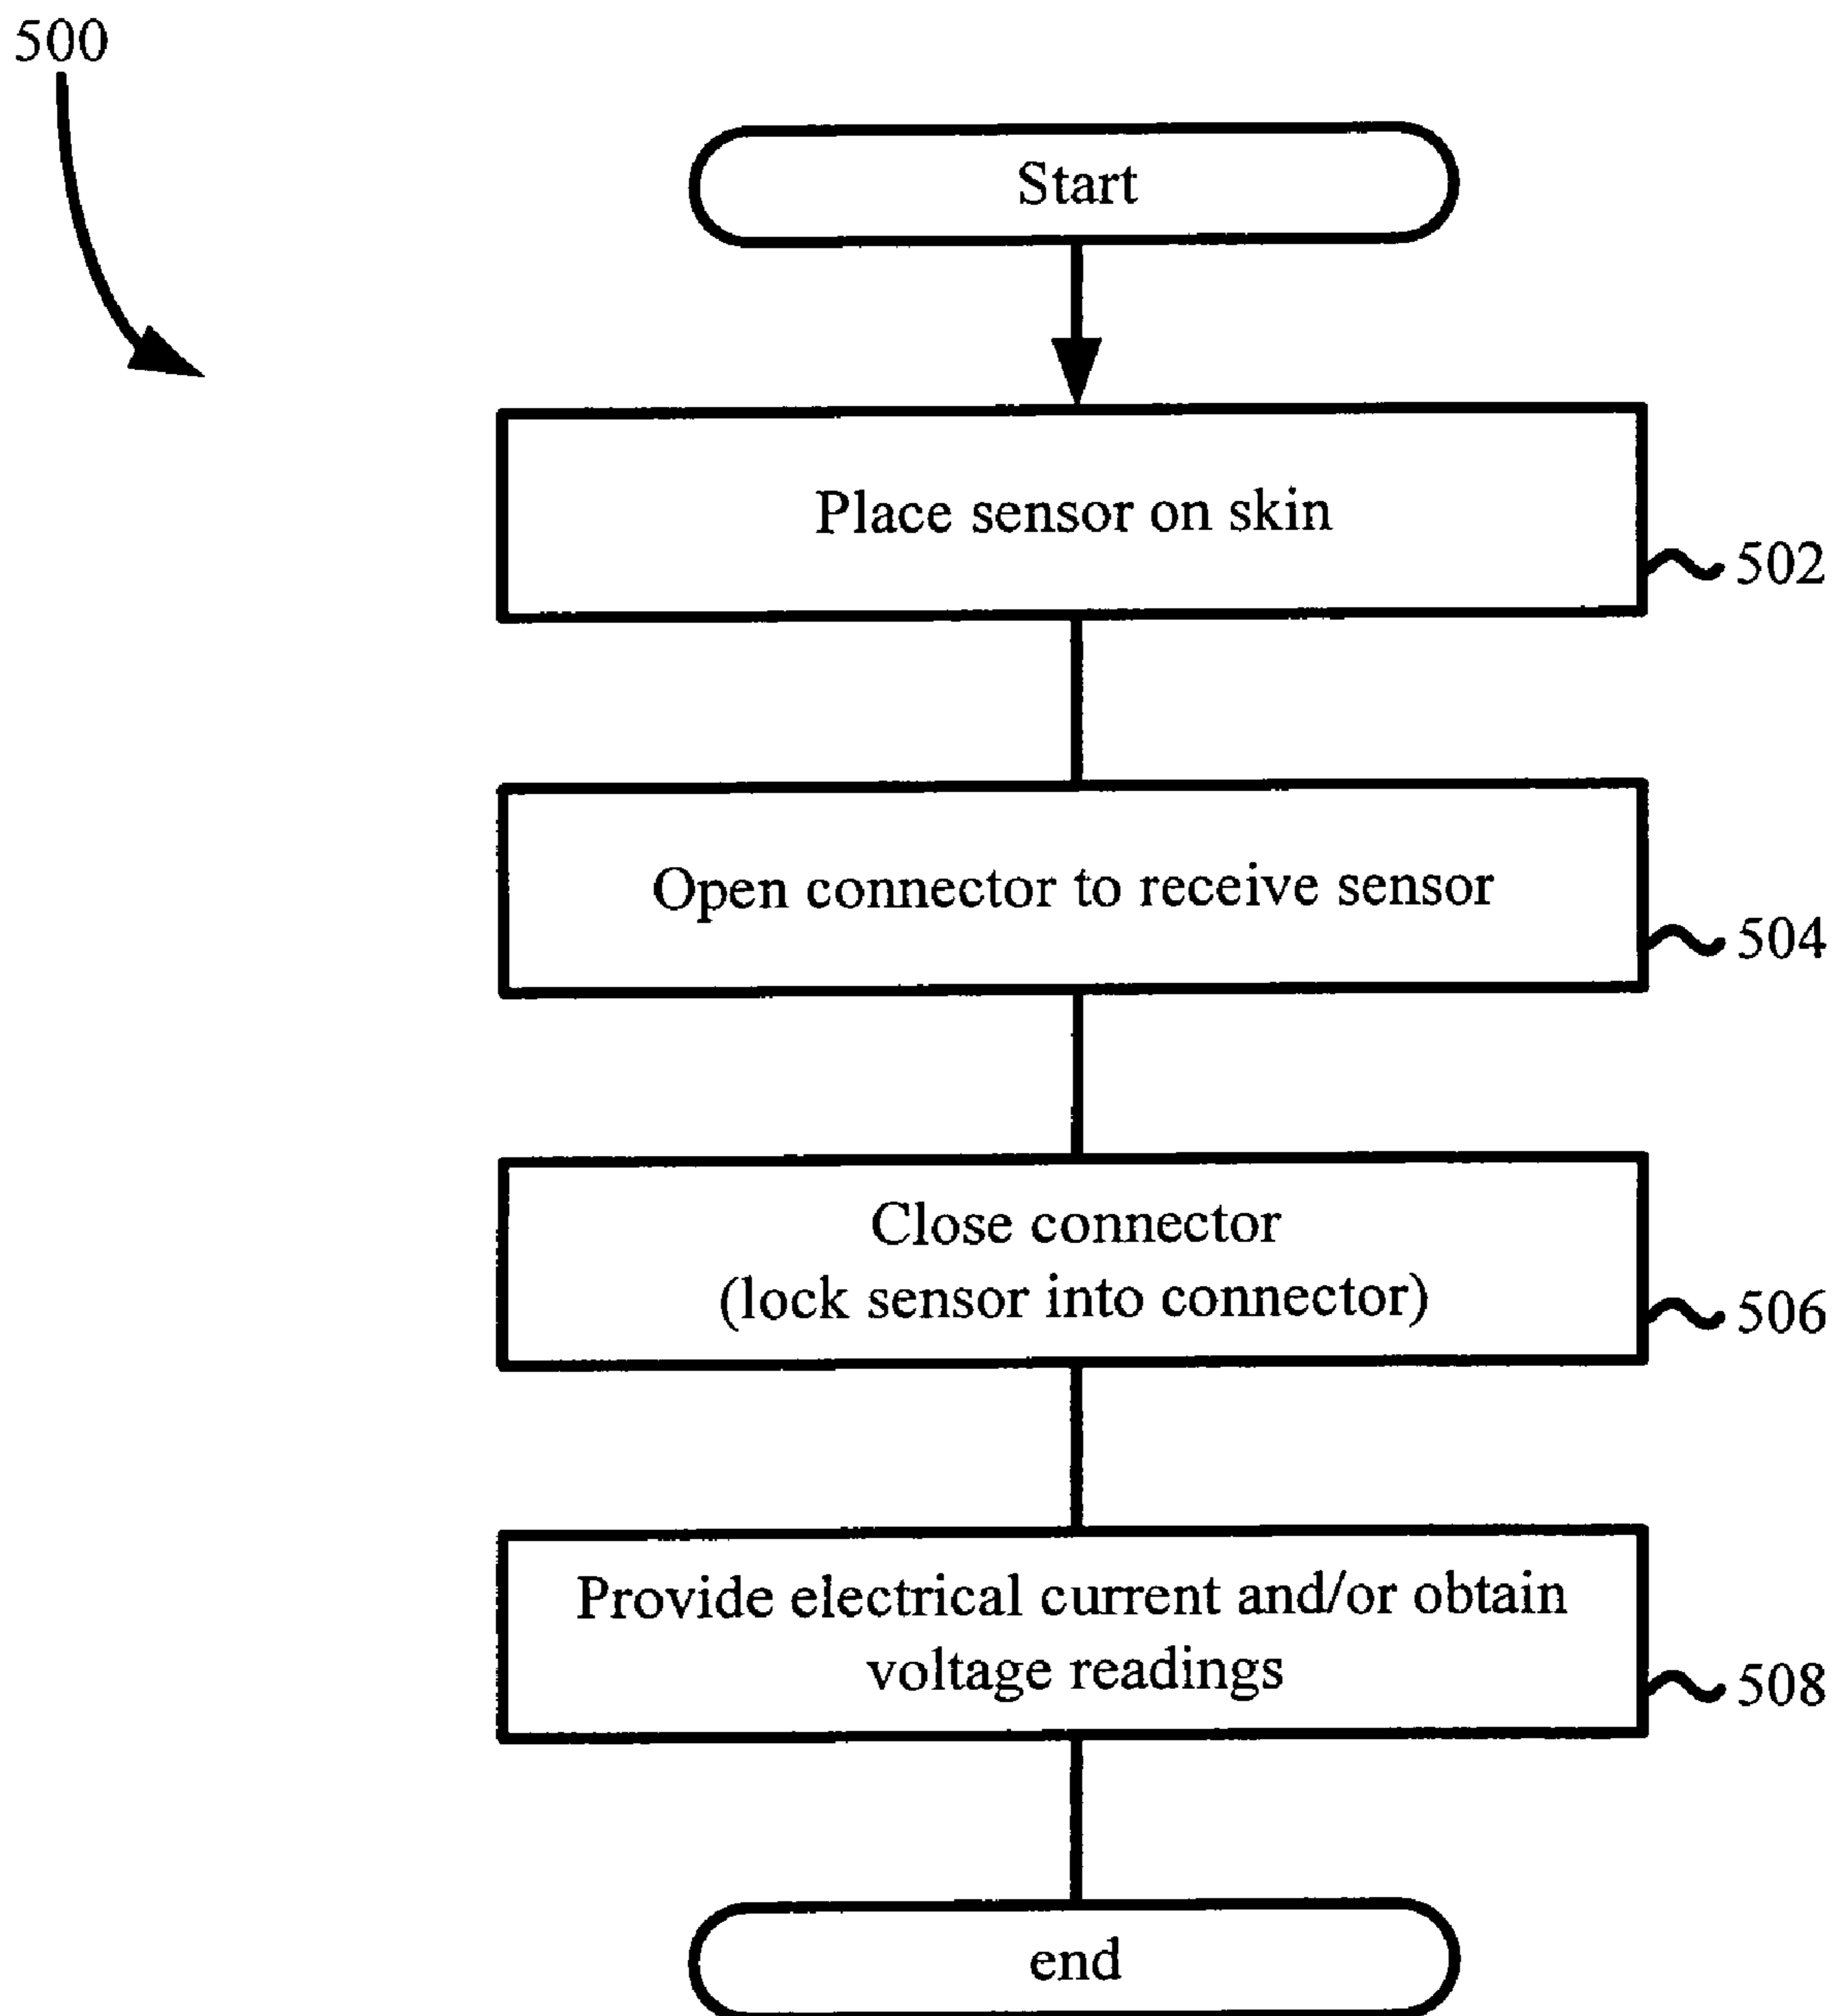 500
Start
Place sensor on skin
502
Open connector to receive sensor
504
Close connector
(lock sensor into connector)
506
Provide electrical current and/or obtain
voltage readings
508
end